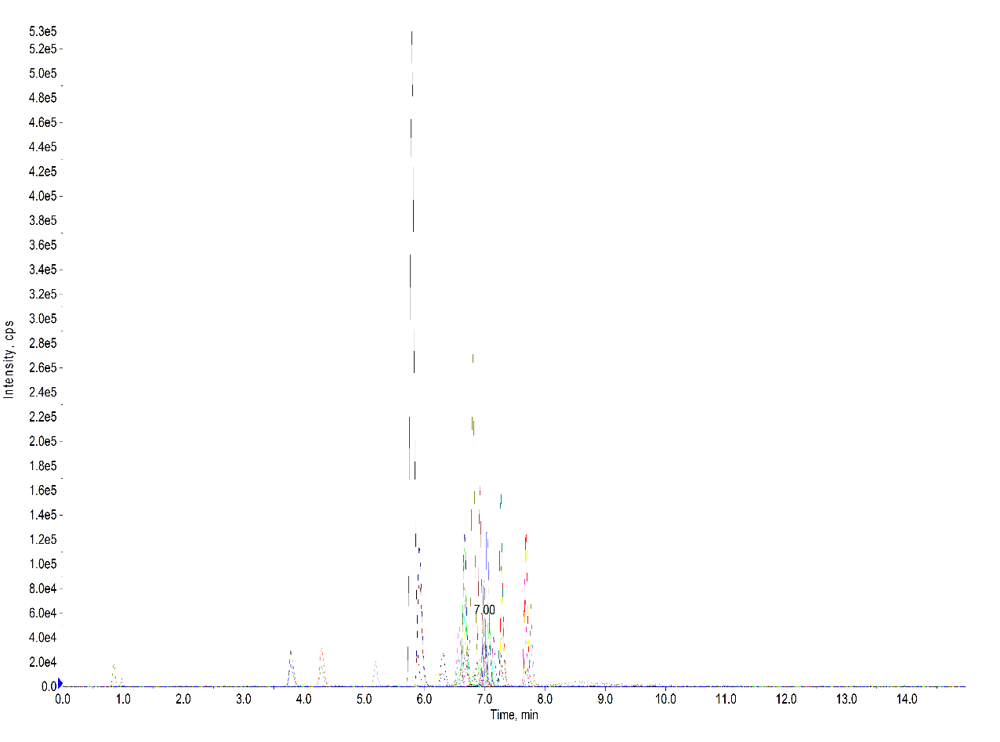 5.3e5
5.2e5
5.0e5
4.8e5
4.6e5
4.4e5
4.2e5
4.0e5
3.8e5
3.6e5
3.4e5
3.2e5
3.0e5
2.8e5
2.6e5
2.4e5
2.2e5
2.0e5
1.8e5
1.6e5
1.4e5
1.2e5
1.0e5
8.0e4
6.0e4
4.0e4
2.0e4
0.0
Intensity, cps
7.00
0.0 1.0 2.0 3.0 4.0 5.0 6.0 7.0 8.0 9.0 10.0 11.0 12.0 13.0 14.0
Time, min